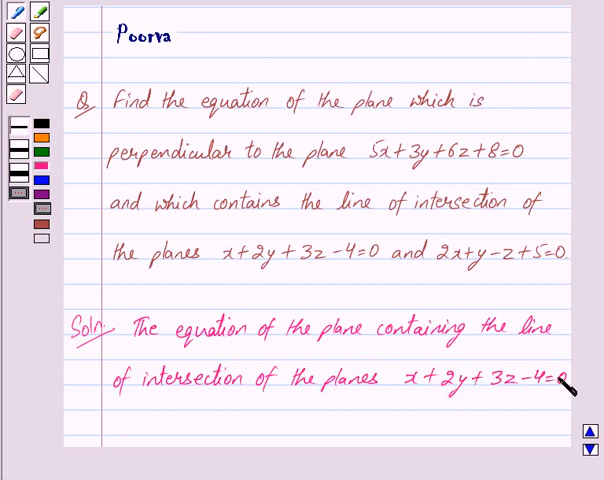 Poorva
Q Find the equation of the plane which is
perpendicular to the plane 5x+3y+6z+8=0
and which contains the line of intersection of
the planes x+2y+3z-4=0 and 2x+y-z+5=0.
Soln: The equation of the plane containing the line
of intersection of the planes x+2y+3z-4=0